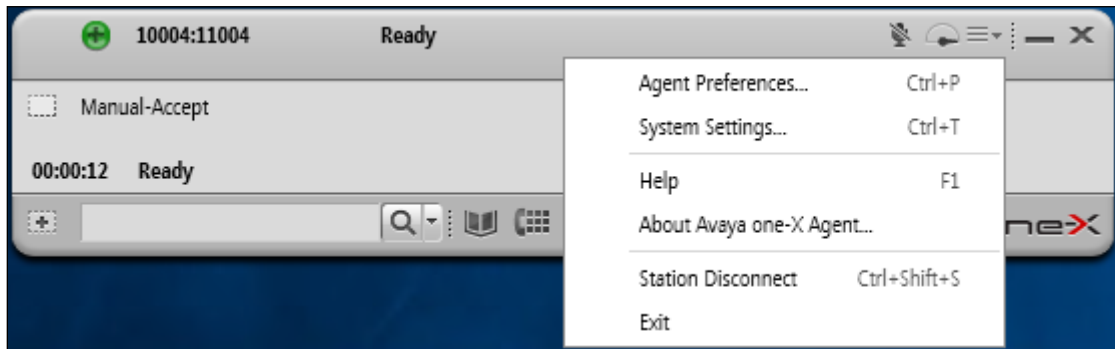 10004:11004 Ready
Agent Preferences... Ctrl+P
Manual-Accept
System Settings... Ctrl+T
00:00:12 Ready
Help F1
About Avaya one-X Agent...
ne-X
Station Disconnect Ctrl+Shift+S
Exit